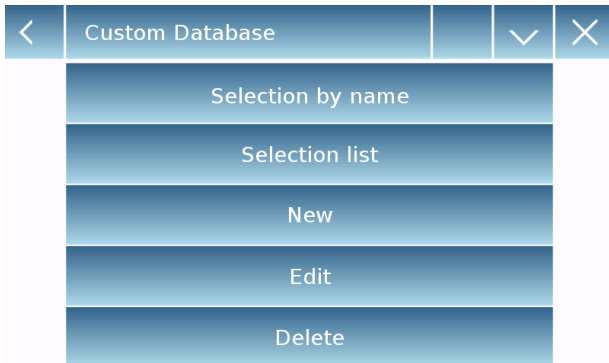 Custom Database
Selection by name
Selection list
New
Edit
Delete